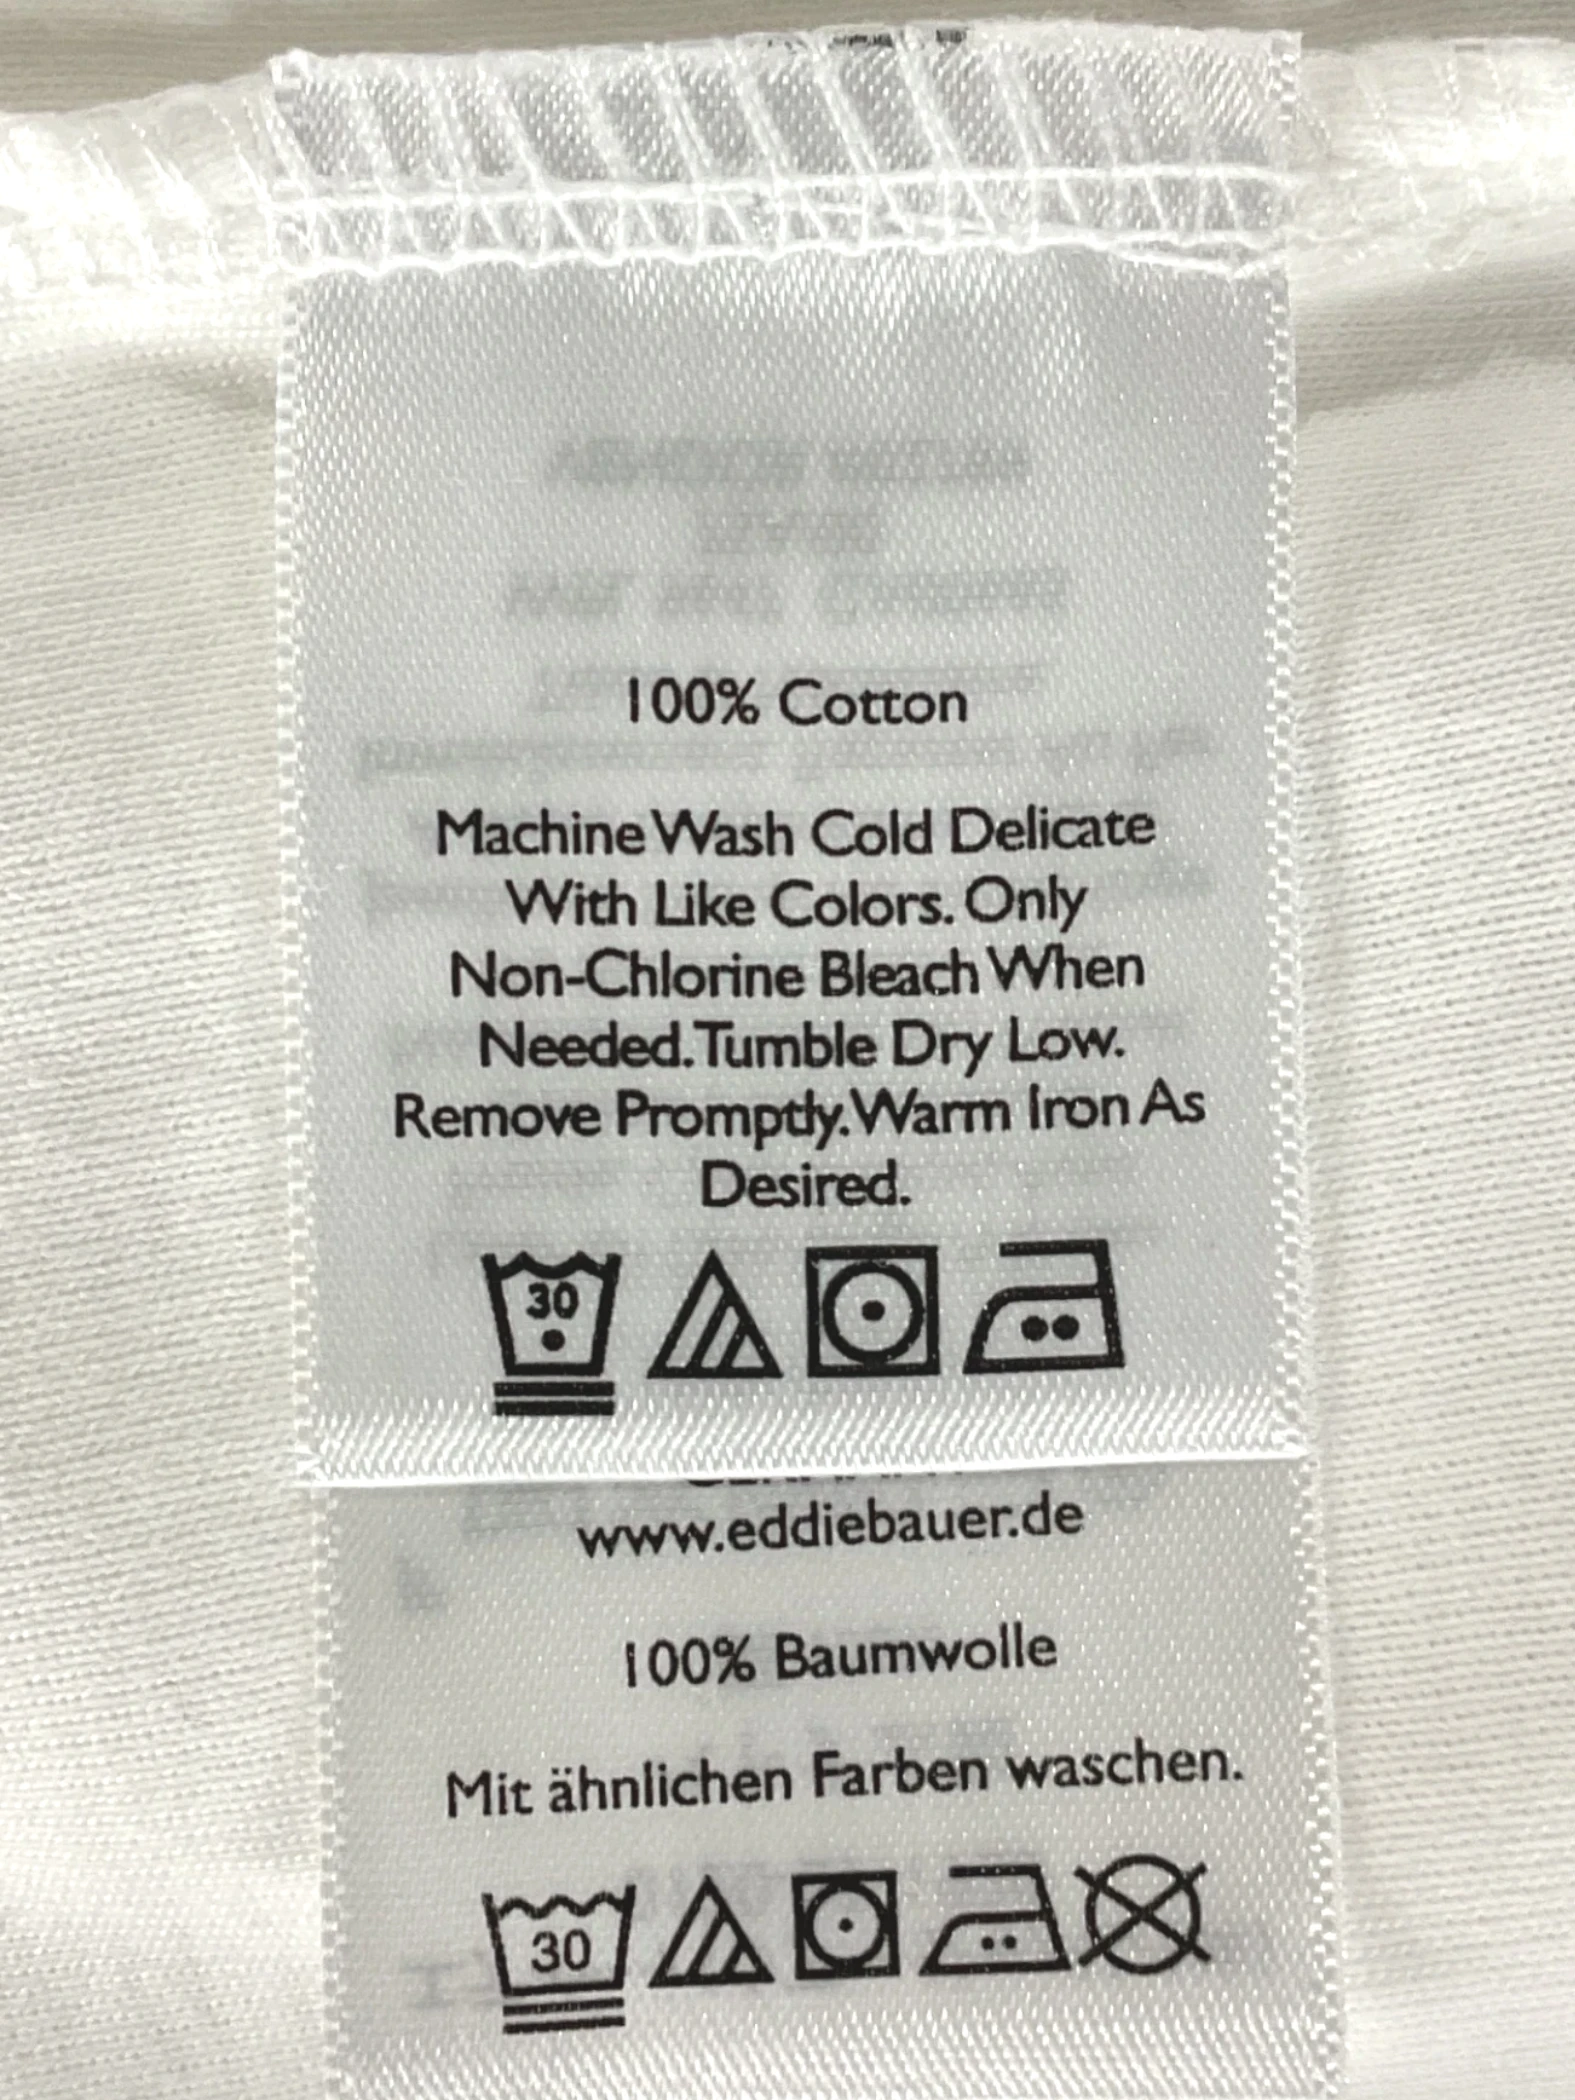 100% Cotton
Machine Wash Cold Delicate
With Like Colors. Only
Non-Chlorine Bleach When
Needed. Tumble Dry Low.
Remove Promptly. Warm Iron As
Desired.
30
www.eddiebauer.de
100% Baumwolle
Mit ähnlichen Farben waschen.
30